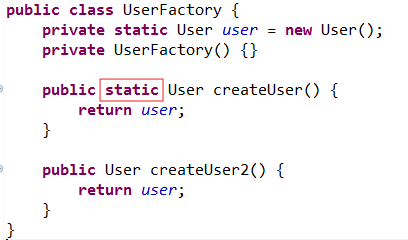 public class UserFactory {
    private static User user = new User();
    private UserFactory() {}

    public static User createUser() {
        return user;
    }

    public User createUser2() {
        return user;
    }
}